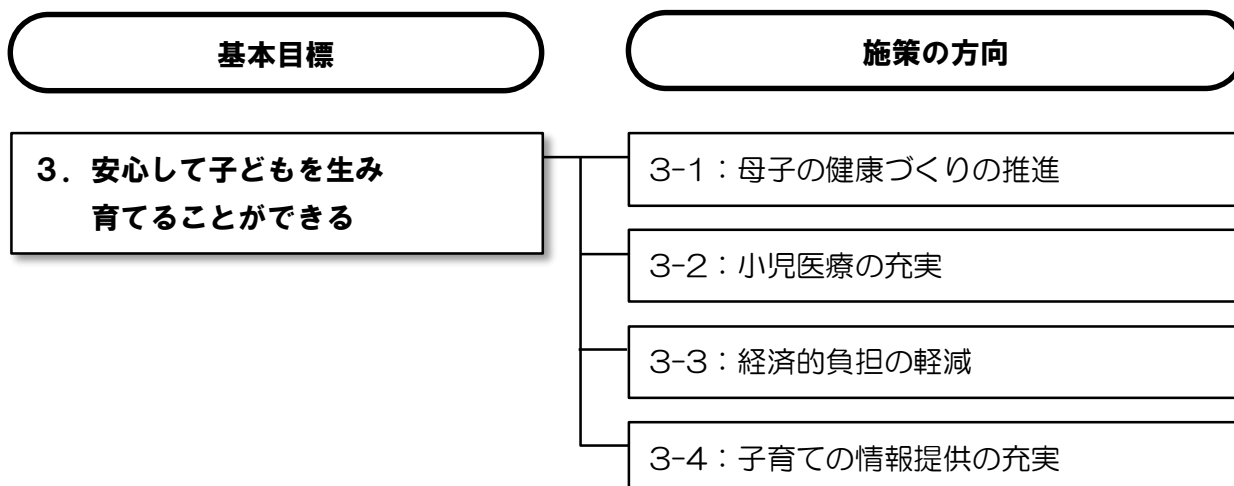 基本目標
施策の方向
3．安心して子どもを生み
育てることができる
3-1：母子の健康づくりの推進
3-2：小児医療の充実
3-3：経済的負担の軽減
3-4：子育ての情報提供の充実